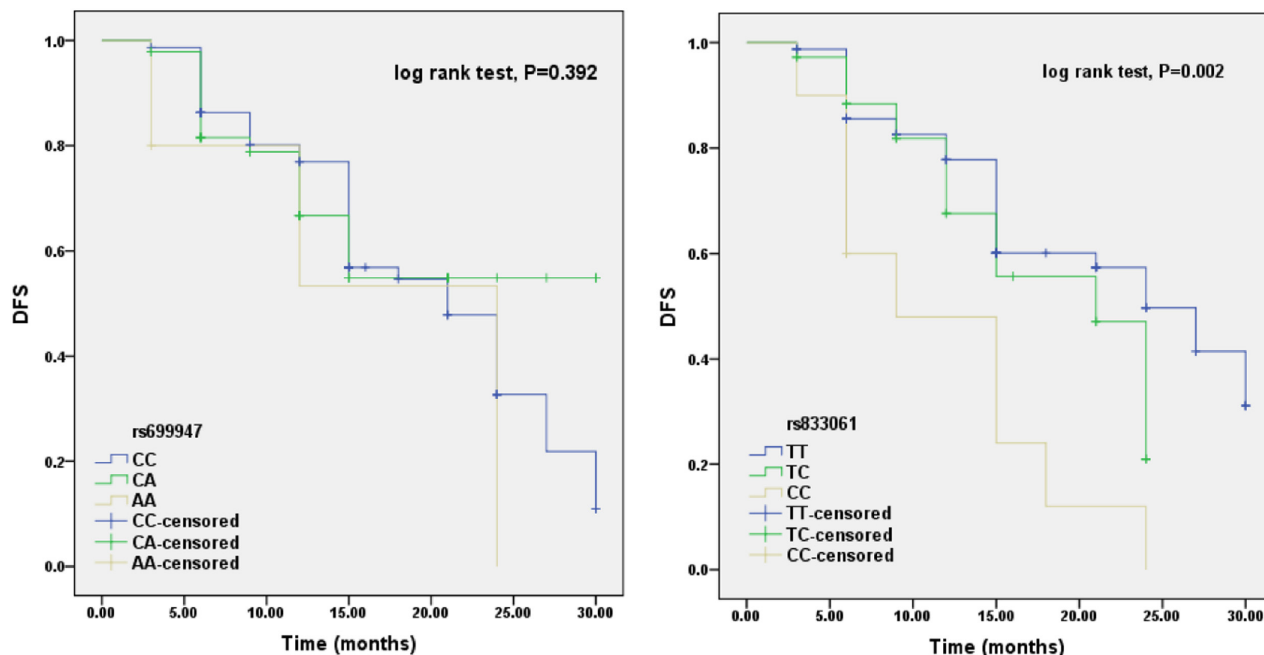 log rank test, P=0.392
1.0
0.8
0.6
0.4
0.2
0.0
DFS
rs699947
CC
CA
AA
CC-censored
CA-censored
AA-censored
0.00 5.00 10.00 15.00 20.00 25.00 30.00
Time (months)
log rank test, P=0.002
1.0
0.8
0.6
0.4
0.2
0.0
DFS
rs833061
TT
TC
CC
TT-censored
TC-censored
CC-censored
0.00 5.00 10.00 15.00 20.00 25.00 30.00
Time (months)